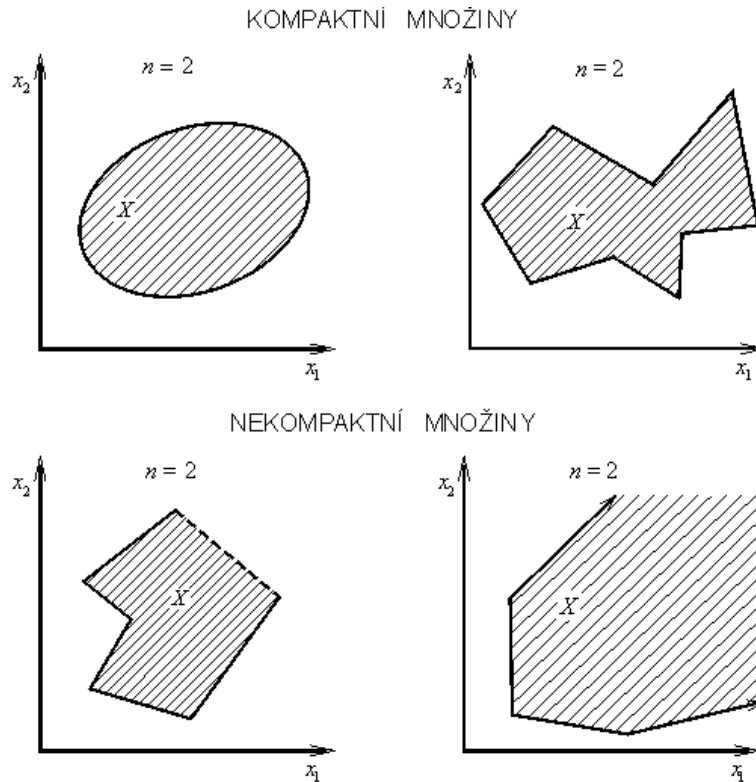 KOMPAKTNÍ MNOŽINY
n = 2
x₂
X
x₁
n = 2
x₂
X
x₁
NEKOMPAKTNÍ MNOŽINY
n = 2
x₂
X
x₁
n = 2
x₂
X
x₁